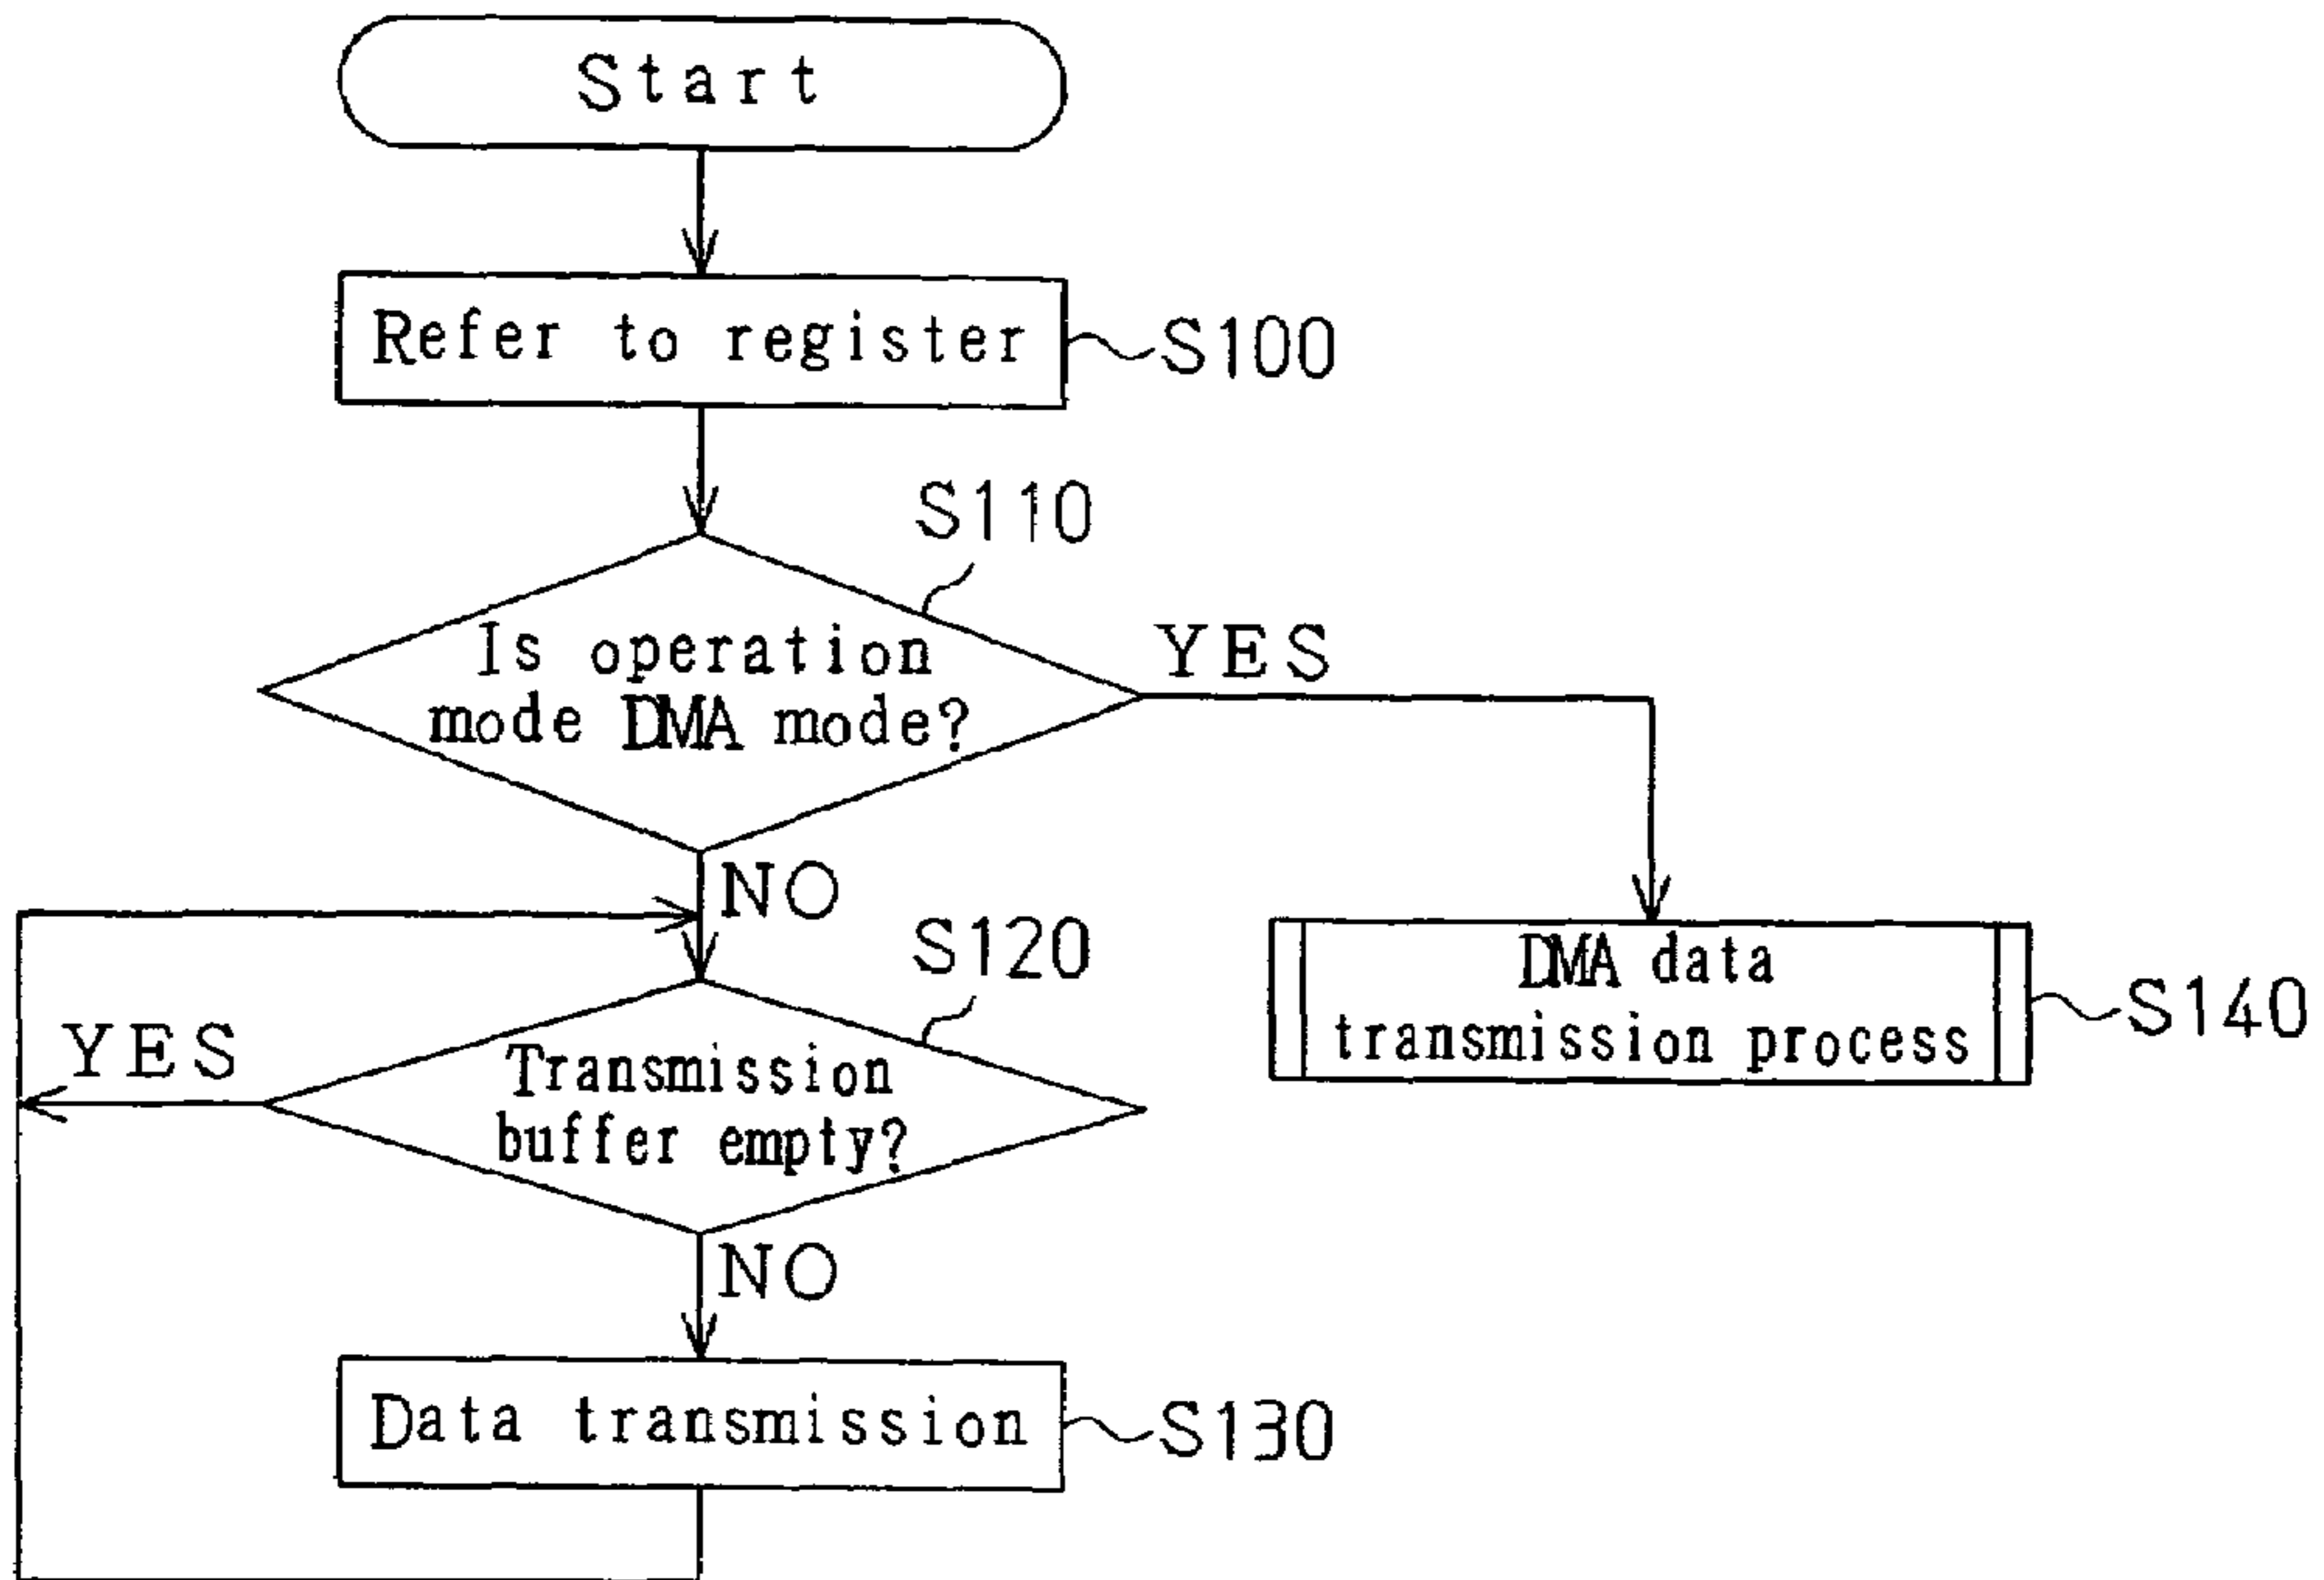 Start
Refer to register
S100
S110
Is operation
mode DMA mode?
YES
NO
S120
Transmission
buffer empty?
YES
DMA data
transmission process
S140
NO
Data transmission
S130